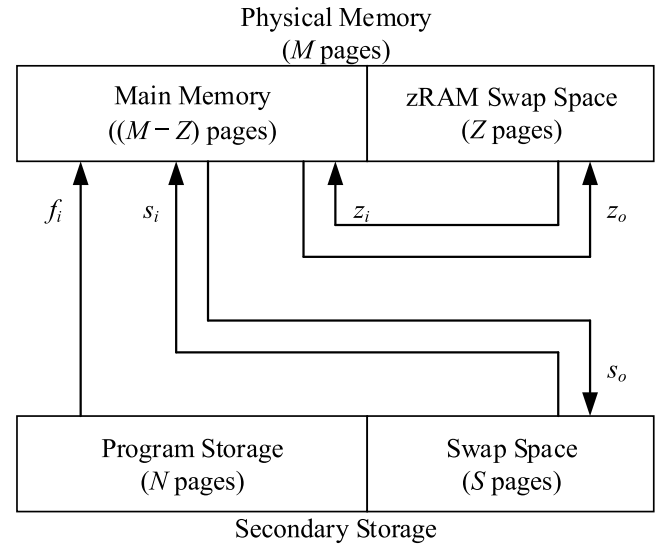 Physical Memory
(M pages)
Main Memory
((M − Z) pages)
zRAM Swap Space
(Z pages)
fi
si
zi
zo
so
Program Storage
(N pages)
Swap Space
(S pages)
Secondary Storage